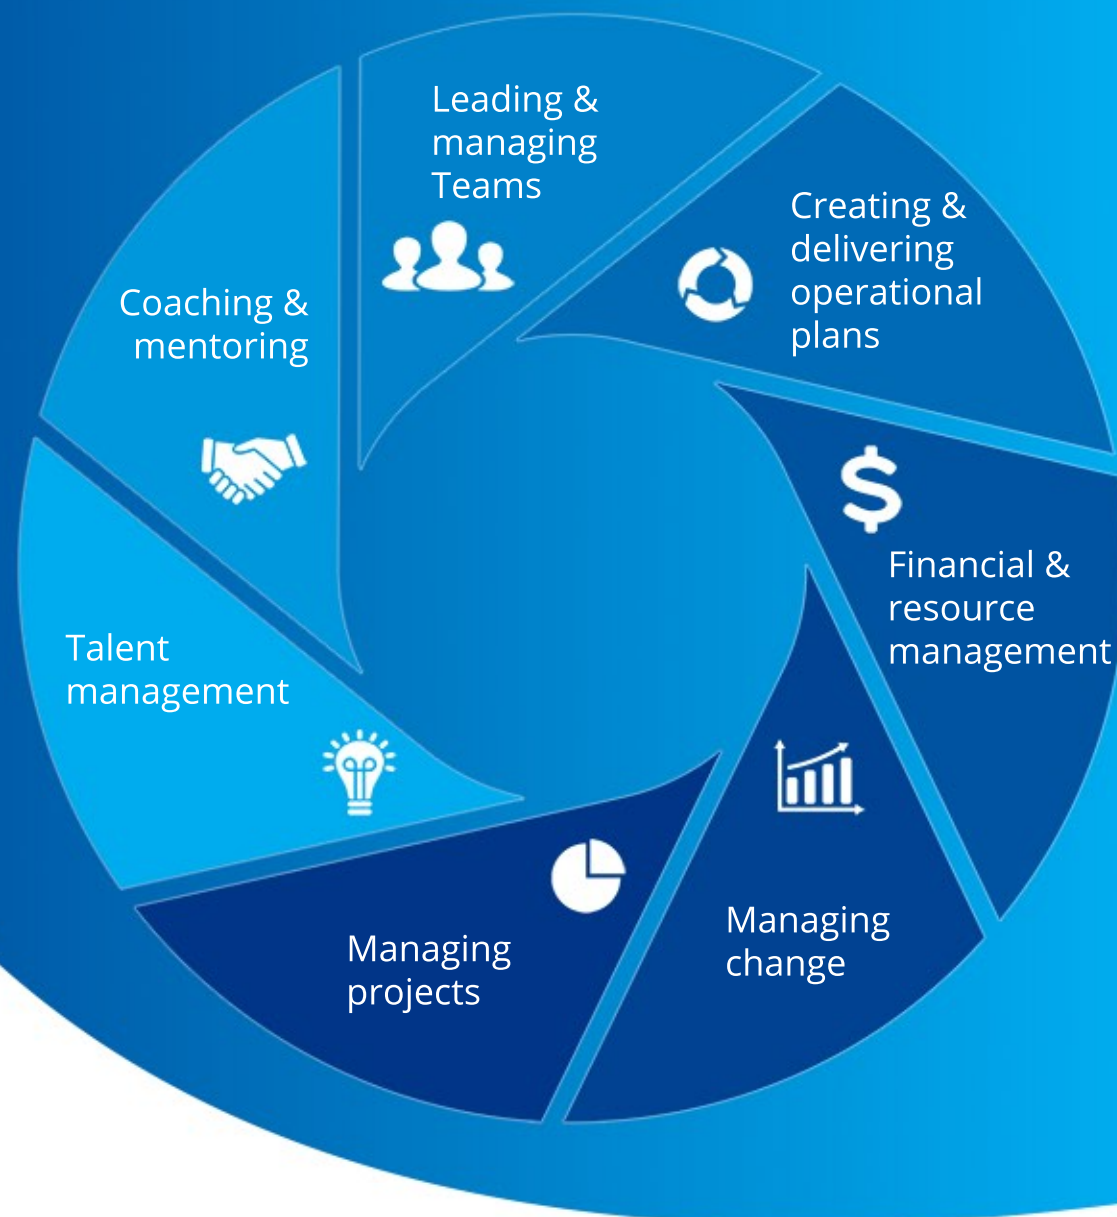 Leading &
managing
Teams
Creating &
delivering
operational
plans
Financial &
resource
management
Managing
change
Managing
projects
Talent
management
Coaching &
mentoring